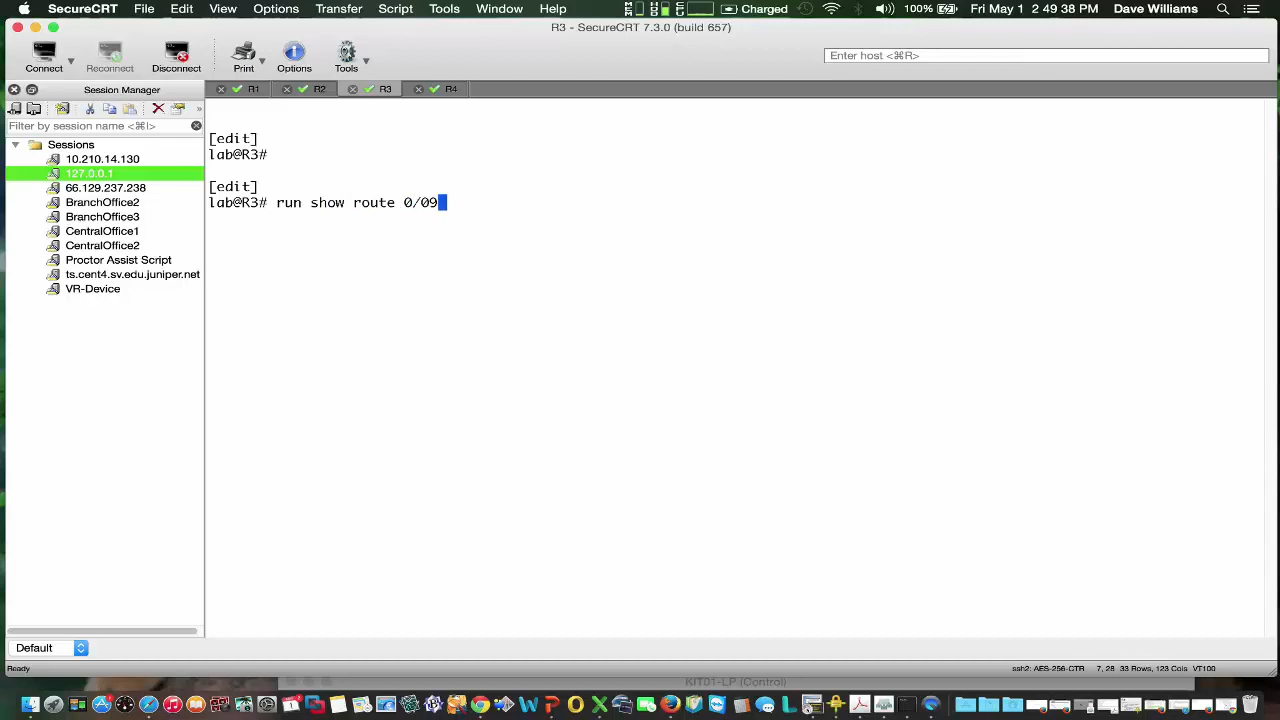 SecureCRT File Edit View Options Transfer Script Tools Window Help Charged 100% Fri May 1 2:49:38 PM Dave Williams
R3 - SecureCRT 7.3.0 (build 657)
Connect Reconnect Disconnect Print Options Tools Enter host <⌘R>
Session Manager R1 R2 R3 R4
»
Filter by session name <⌘I>
Sessions
10.210.14.130
127.0.0.1
66.129.237.238
BranchOffice2
BranchOffice3
CentralOffice1
CentralOffice2
Proctor Assist Script
ts.cent4.sv.edu.juniper.net
VR-Device
[edit]
lab@R3#
[edit]
lab@R3# run show route 0/09
Default
Ready ssh2: AES-256-CTR 7, 28 33 Rows, 123 Cols VT100
KIT01-LP (Control)